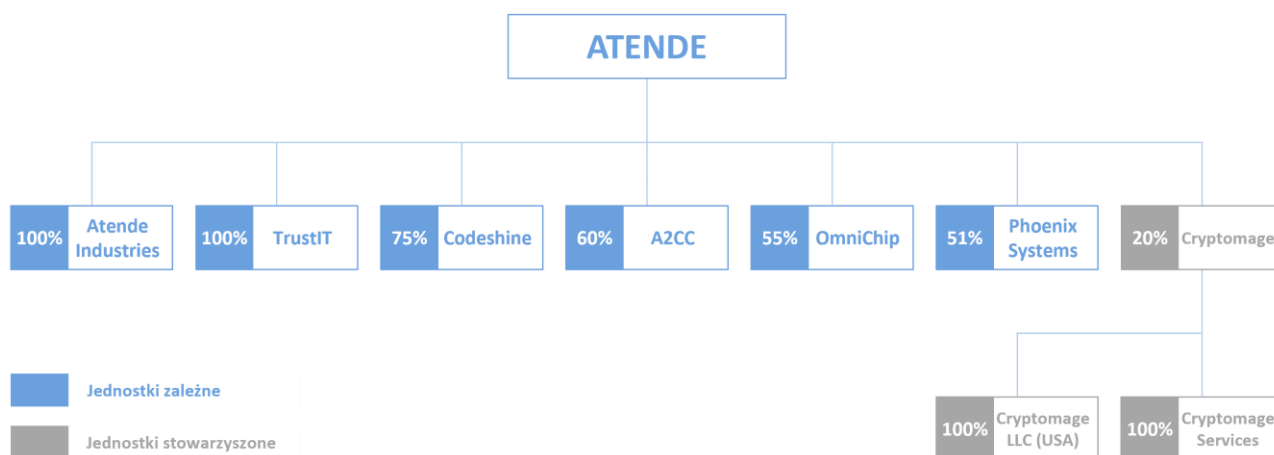 ATENDE
100% Atende Industries
100% TrustIT
75% Codeshine
60% A2CC
55% OmniChip
51% Phoenix Systems
20% Cryptomage
Jednostki zależne
Jednostki stowarzyszone
100% Cryptomage LLC (USA)
100% Cryptomage Services